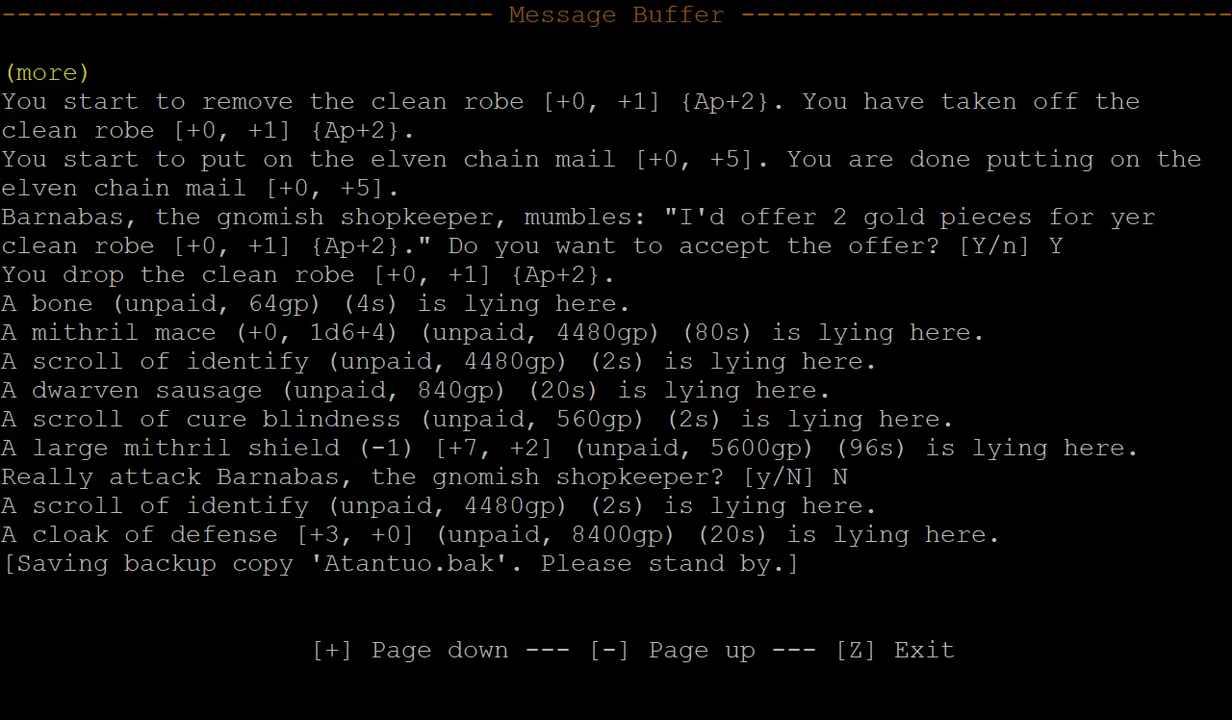 -------------------------------- Message Buffer --------------------------------
(more)
You start to remove the clean robe [+0, +1] {Ap+2}. You have taken off the
clean robe [+0, +1] {Ap+2}.
You start to put on the elven chain mail [+0, +5]. You are done putting on the
elven chain mail [+0, +5].
Barnabas, the gnomish shopkeeper, mumbles: "I'd offer 2 gold pieces for yer
clean robe [+0, +1] {Ap+2}." Do you want to accept the offer? [Y/n] Y
You drop the clean robe [+0, +1] {Ap+2}.
A bone (unpaid, 64gp) (4s) is lying here.
A mithril mace (+0, 1d6+4) (unpaid, 4480gp) (80s) is lying here.
A scroll of identify (unpaid, 4480gp) (2s) is lying here.
A dwarven sausage (unpaid, 840gp) (20s) is lying here.
A scroll of cure blindness (unpaid, 560gp) (2s) is lying here.
A large mithril shield (-1) [+7, +2] (unpaid, 5600gp) (96s) is lying here.
Really attack Barnabas, the gnomish shopkeeper? [y/N] N
A scroll of identify (unpaid, 4480gp) (2s) is lying here.
A cloak of defense [+3, +0] (unpaid, 8400gp) (20s) is lying here.
[Saving backup copy 'Atantuo.bak'. Please stand by.]
[+] Page down --- [-] Page up --- [Z] Exit